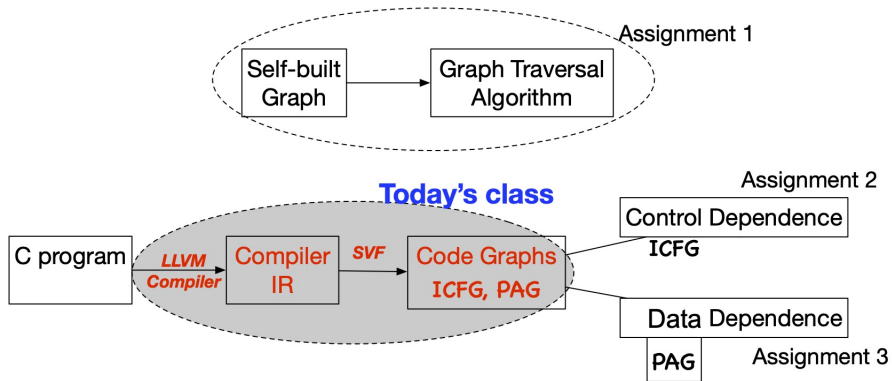 Assignment 1
Self-built
Graph
Graph Traversal
Algorithm
Today's class
Assignment 2
C program
LLVM
Compiler
Compiler
IR
SVF
Code Graphs
ICFG, PAG
Control Dependence
ICFG
Data Dependence
PAG
Assignment 3